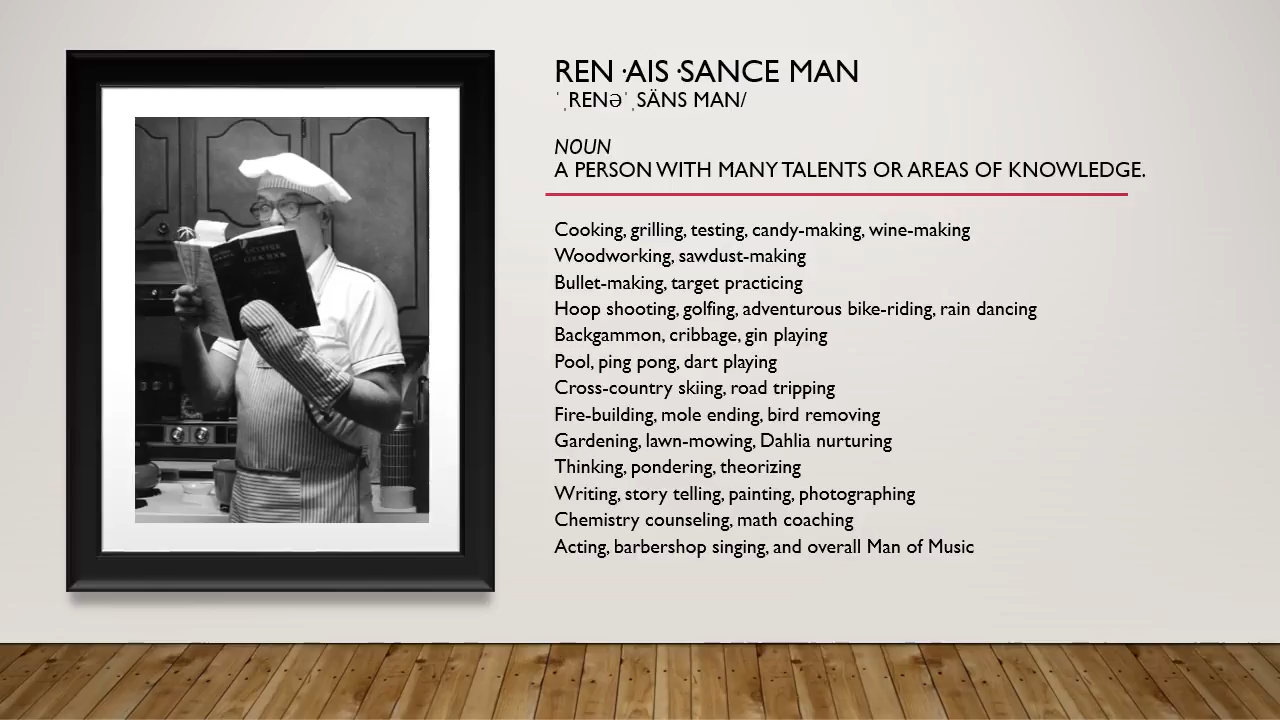 REN ·AIS ·SANCE MAN
ˈˌRENəˈˌSÄNS MAN/
NOUN
A PERSON WITH MANY TALENTS OR AREAS OF KNOWLEDGE.
Cooking, grilling, testing, candy-making, wine-making
Woodworking, sawdust-making
Bullet-making, target practicing
Hoop shooting, golfing, adventurous bike-riding, rain dancing
Backgammon, cribbage, gin playing
Pool, ping pong, dart playing
Cross-country skiing, road tripping
Fire-building, mole ending, bird removing
Gardening, lawn-mowing, Dahlia nurturing
Thinking, pondering, theorizing
Writing, story telling, painting, photographing
Chemistry counseling, math coaching
Acting, barbershop singing, and overall Man of Music
COOK BOOK